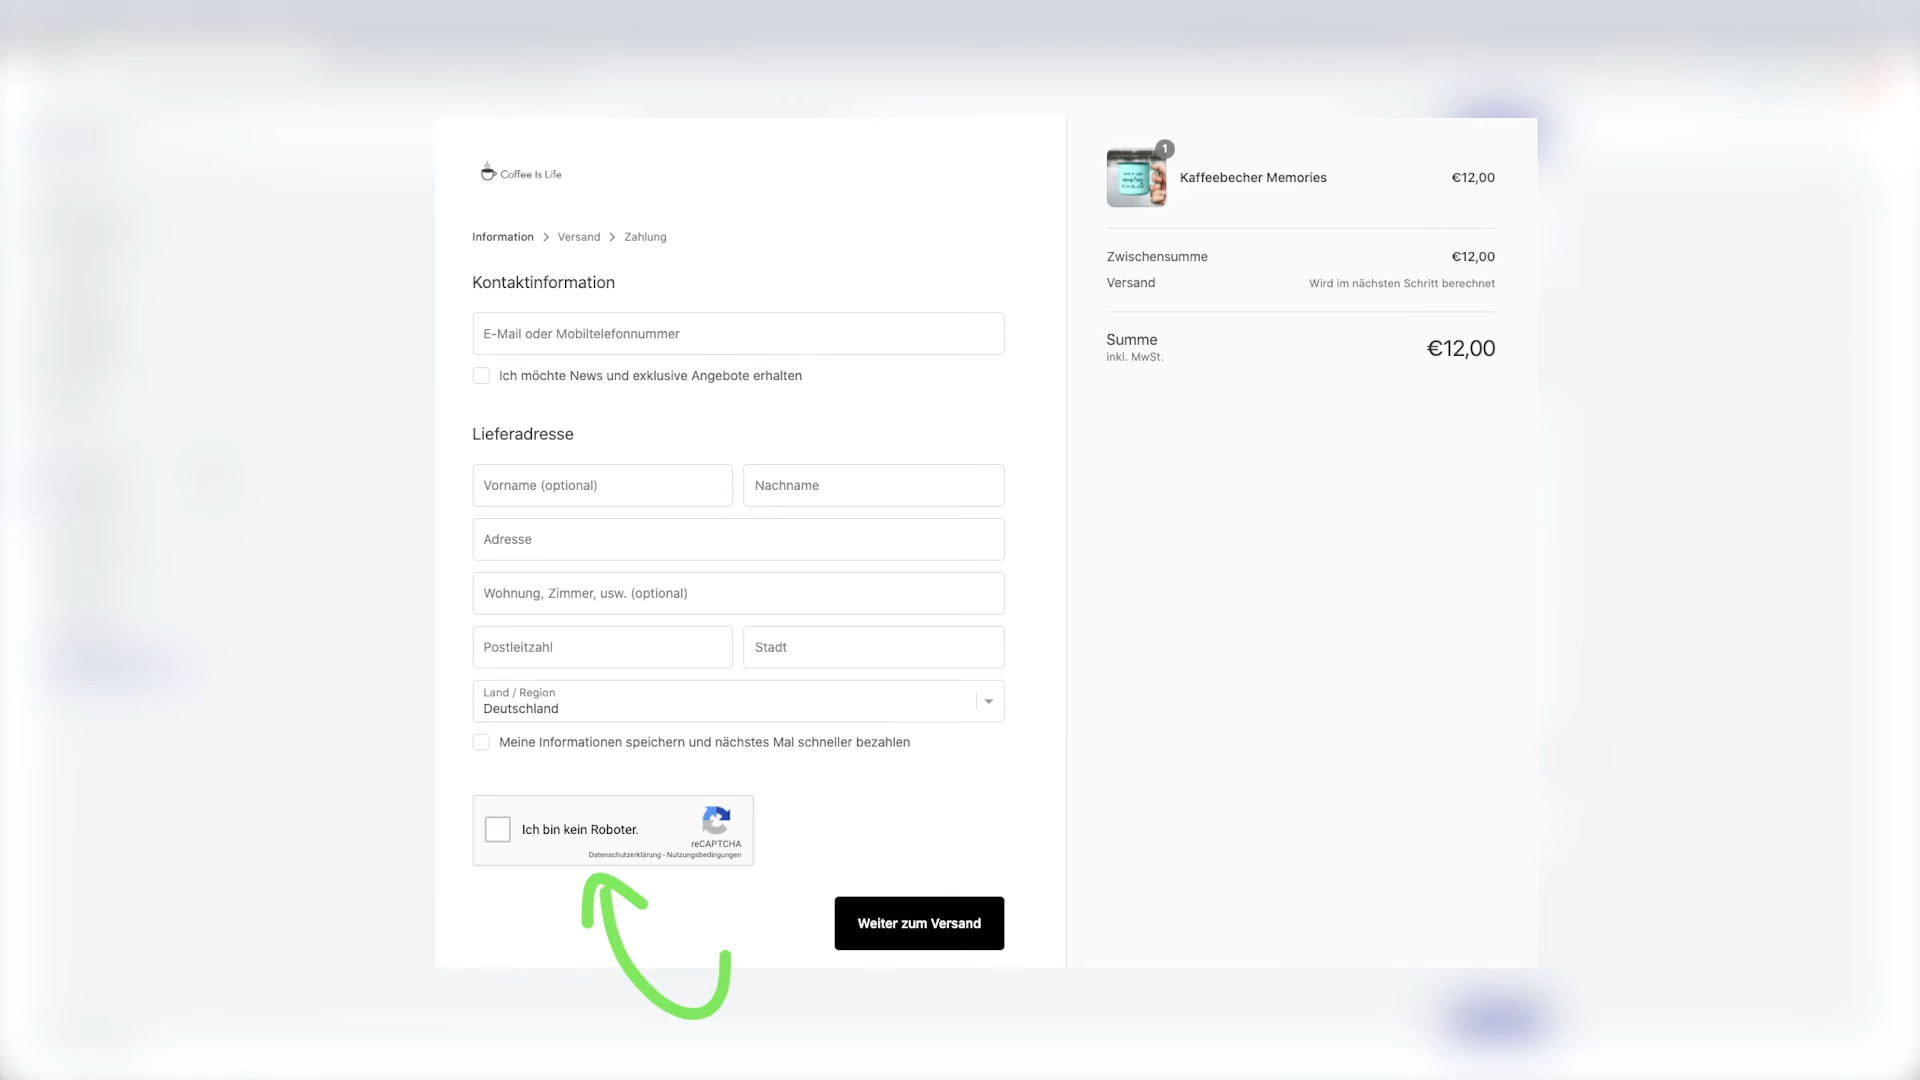 Coffee Is Life
Information > Versand > Zahlung
Kontaktinformation
E-Mail oder Mobiltelefonnummer
Ich möchte News und exklusive Angebote erhalten
Lieferadresse
Vorname (optional)
Nachname
Adresse
Wohnung, Zimmer, usw. (optional)
Postleitzahl
Stadt
Land / Region
Deutschland
Meine Informationen speichern und nächstes Mal schneller bezahlen
Ich bin kein Roboter.
reCAPTCHA
Datenschutzerklärung - Nutzungsbedingungen
Weiter zum Versand
1
Kaffeebecher Memories €12,00
Zwischensumme €12,00
Versand Wird im nächsten Schritt berechnet
Summe €12,00
inkl. MwSt.